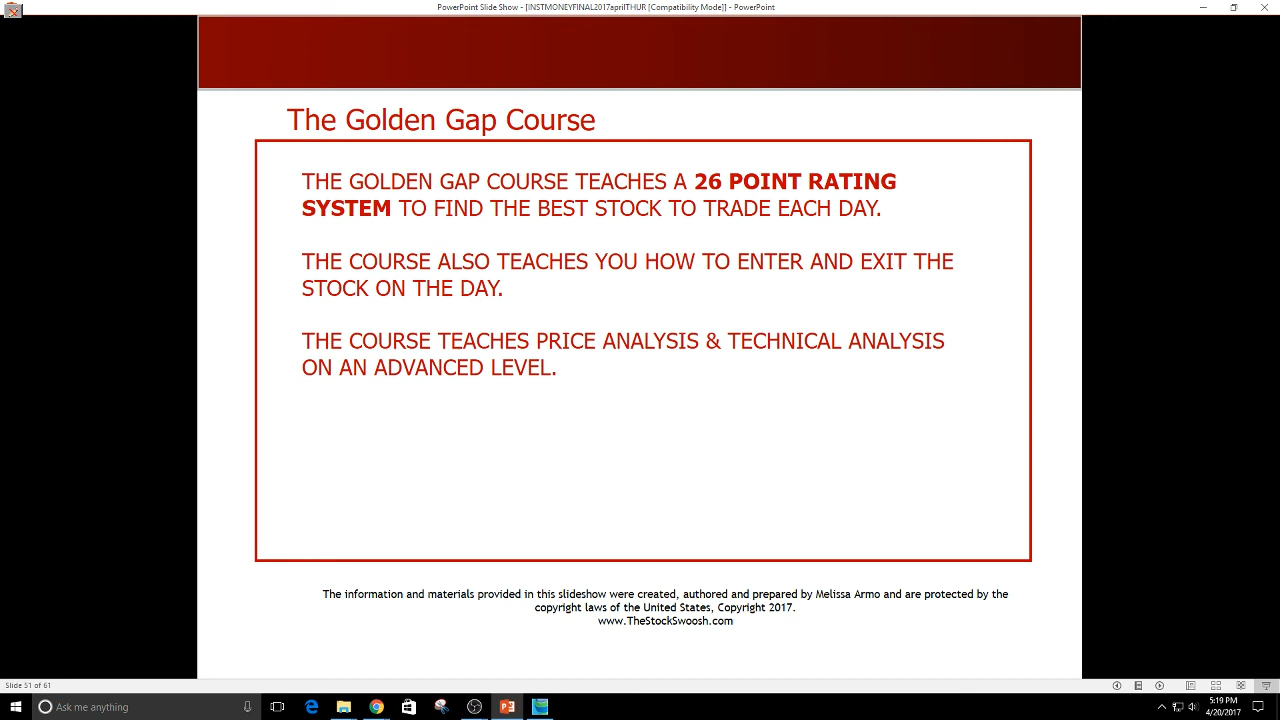 PowerPoint Slide Show - [INSTMONEYFINAL2017aprilTHUR [Compatibility Mode]] - PowerPoint
The Golden Gap Course
THE GOLDEN GAP COURSE TEACHES A 26 POINT RATING
SYSTEM TO FIND THE BEST STOCK TO TRADE EACH DAY.
THE COURSE ALSO TEACHES YOU HOW TO ENTER AND EXIT THE
STOCK ON THE DAY.
THE COURSE TEACHES PRICE ANALYSIS & TECHNICAL ANALYSIS
ON AN ADVANCED LEVEL.
The information and materials provided in this slideshow were created, authored and prepared by Melissa Armo and are protected by the
copyright laws of the United States, Copyright 2017.
www.TheStockSwoosh.com
Slide 51 of 61
Ask me anything
5:19 PM
4/20/2017